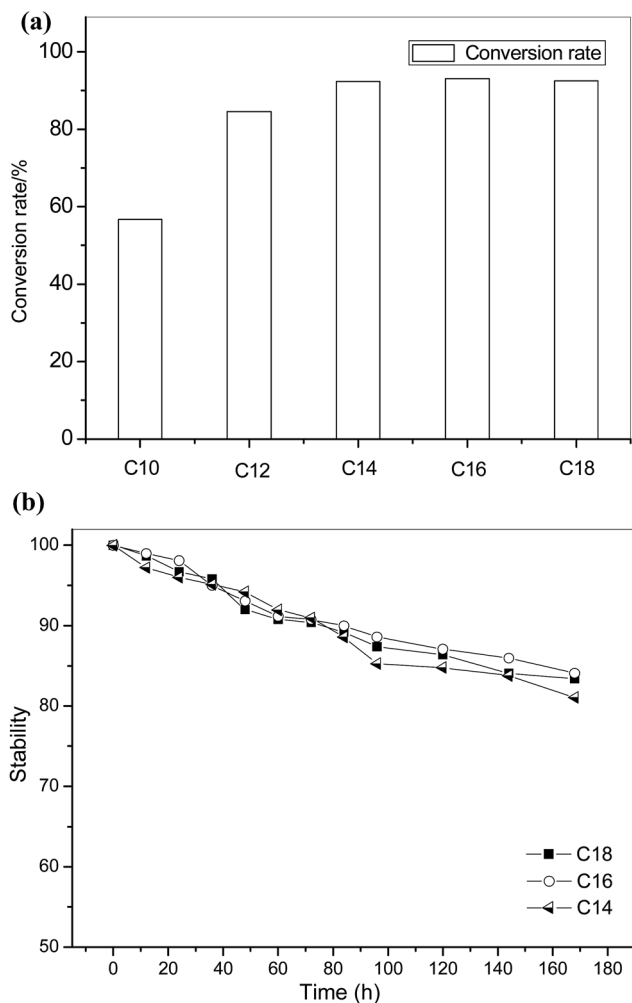 (a)
Conversion rate
Conversion rate/%
100
80
60
40
20
0
C10 C12 C14 C16 C18
(b)
Stability
100
90
80
70
60
50
C18
C16
C14
0 20 40 60 80 100 120 140 160 180
Time (h)